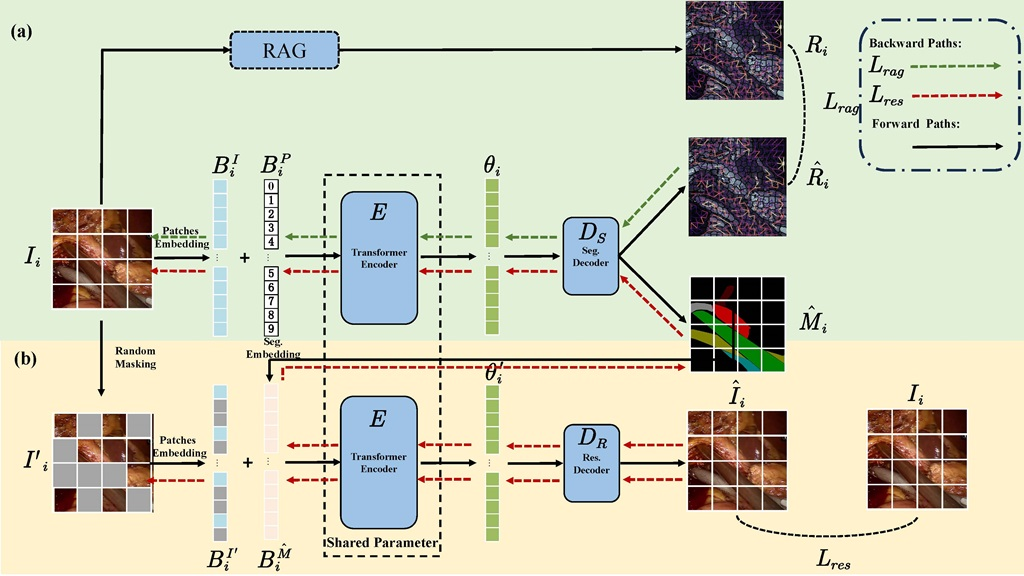 (a)
RAG
R_i
Backward Paths:
L_{rag}
L_{res}
Forward Paths:
L_{rag}
\hat{R}_i
B_i^I
B_i^P
θ_i
0
1
2
3
4
...
5
6
7
8
9
I_i
Patches
Embedding
+
E
Transformer
Encoder
D_S
Seg.
Decoder
\hat{M}_i
Seg.
Embedding
Random
Masking
(b)
θ'_i
\hat{I}_i
I_i
I'_i
Patches
Embedding
+
E
Transformer
Encoder
D_R
Res.
Decoder
Shared Parameter
B_i^{I'}
B_i^{\hat{M}}
L_{res}